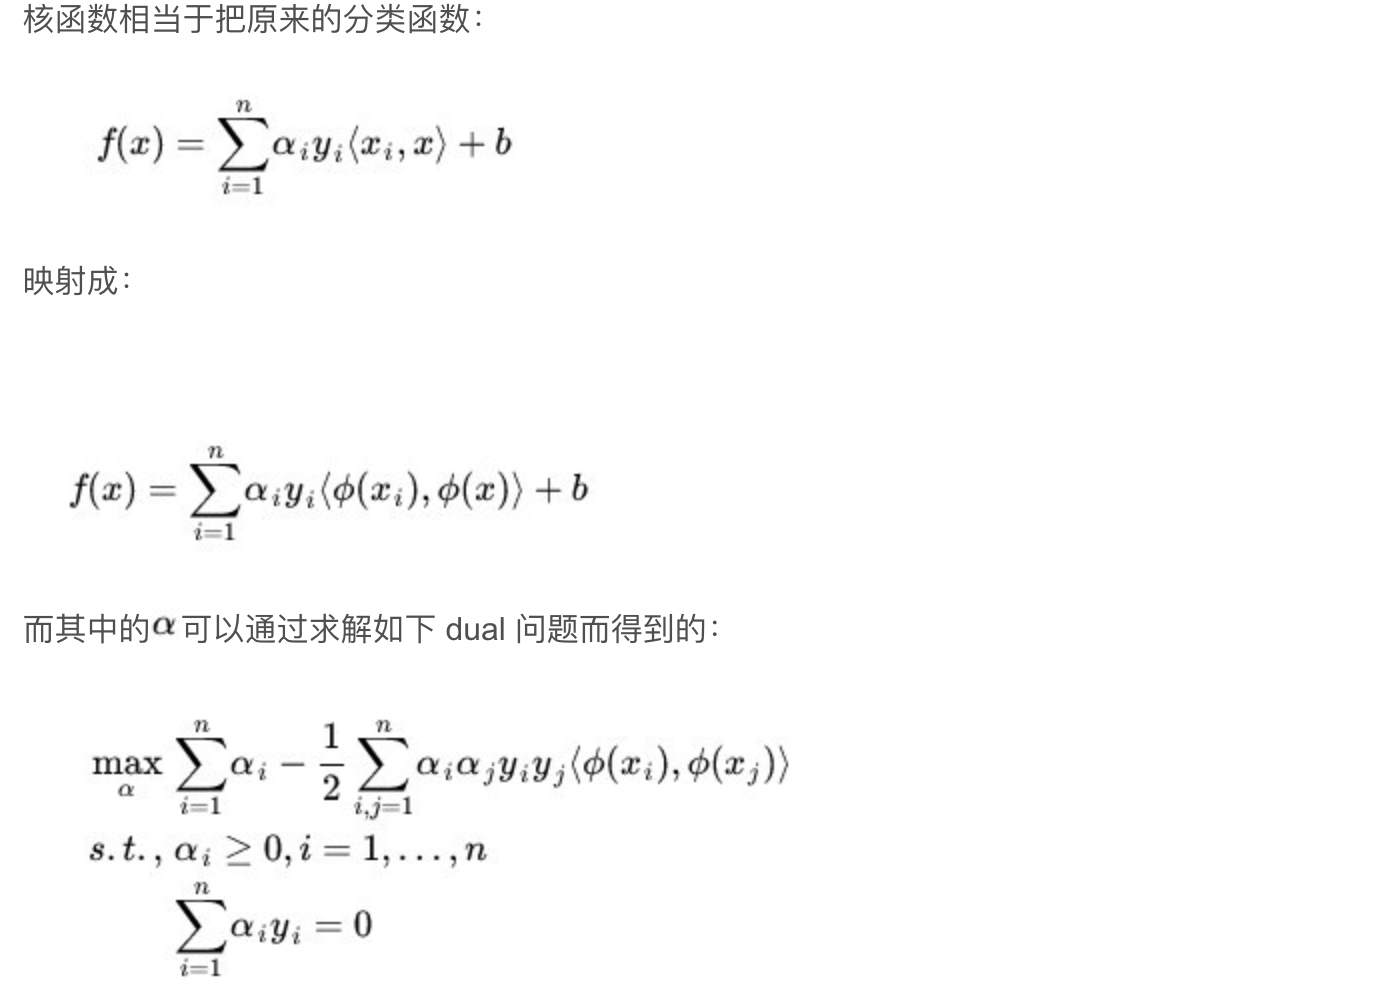 核函数相当于把原来的分类函数：
f(x) = \sum_{i=1}^{n} \alpha_i y_i \langle x_i, x \rangle + b
映射成：
f(x) = \sum_{i=1}^{n} \alpha_i y_i \langle \phi(x_i), \phi(x) \rangle + b
而其中的α可以通过求解如下 dual 问题而得到的：
\max_{\alpha} \sum_{i=1}^{n} \alpha_i - \frac{1}{2} \sum_{i,j=1}^{n} \alpha_i \alpha_j y_i y_j \langle \phi(x_i), \phi(x_j) \rangle
s.t., \alpha_i \geq 0, i = 1, \ldots, n
\sum_{i=1}^{n} \alpha_i y_i = 0